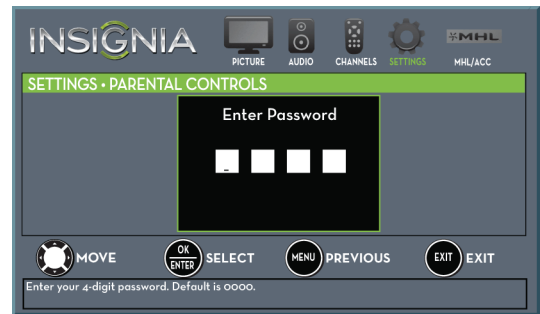 INSIGNIA
PICTURE AUDIO CHANNELS SETTINGS MHL MHL/ACC
SETTINGS • PARENTAL CONTROLS
Enter Password
_
MOVE OK ENTER SELECT MENU PREVIOUS EXIT EXIT
Enter your 4-digit password. Default is 0000.